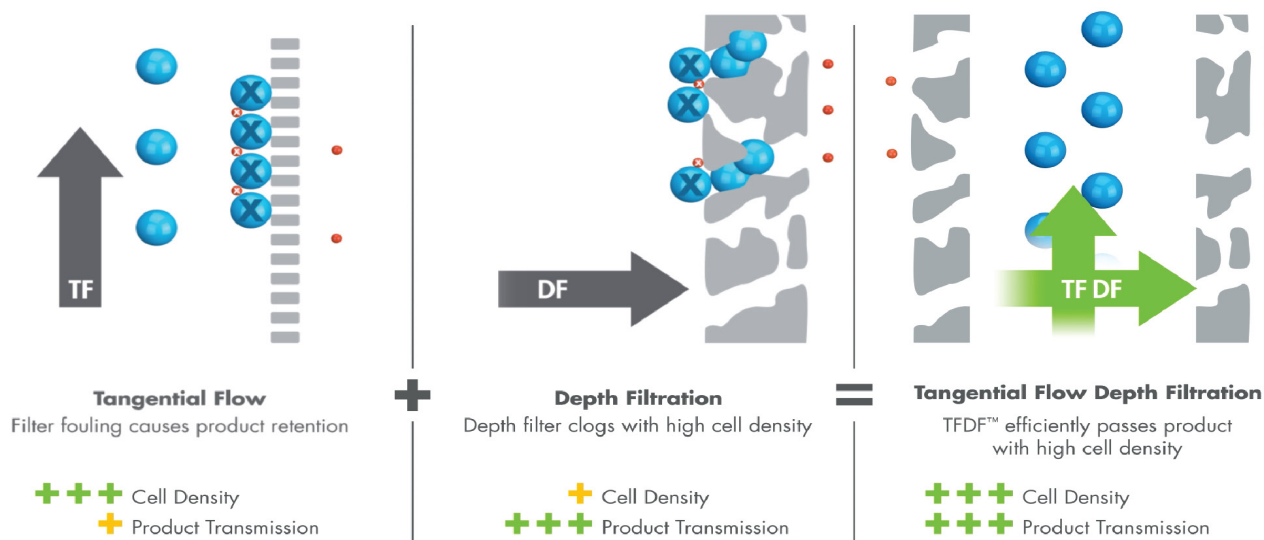 TF
Tangential Flow
Filter fouling causes product retention
+++ Cell Density
+ Product Transmission
+
DF
Depth Filtration
Depth filter clogs with high cell density
+ Cell Density
+++ Product Transmission
=
TF DF
Tangential Flow Depth Filtration
TFDF™ efficiently passes product
with high cell density
+++ Cell Density
+++ Product Transmission